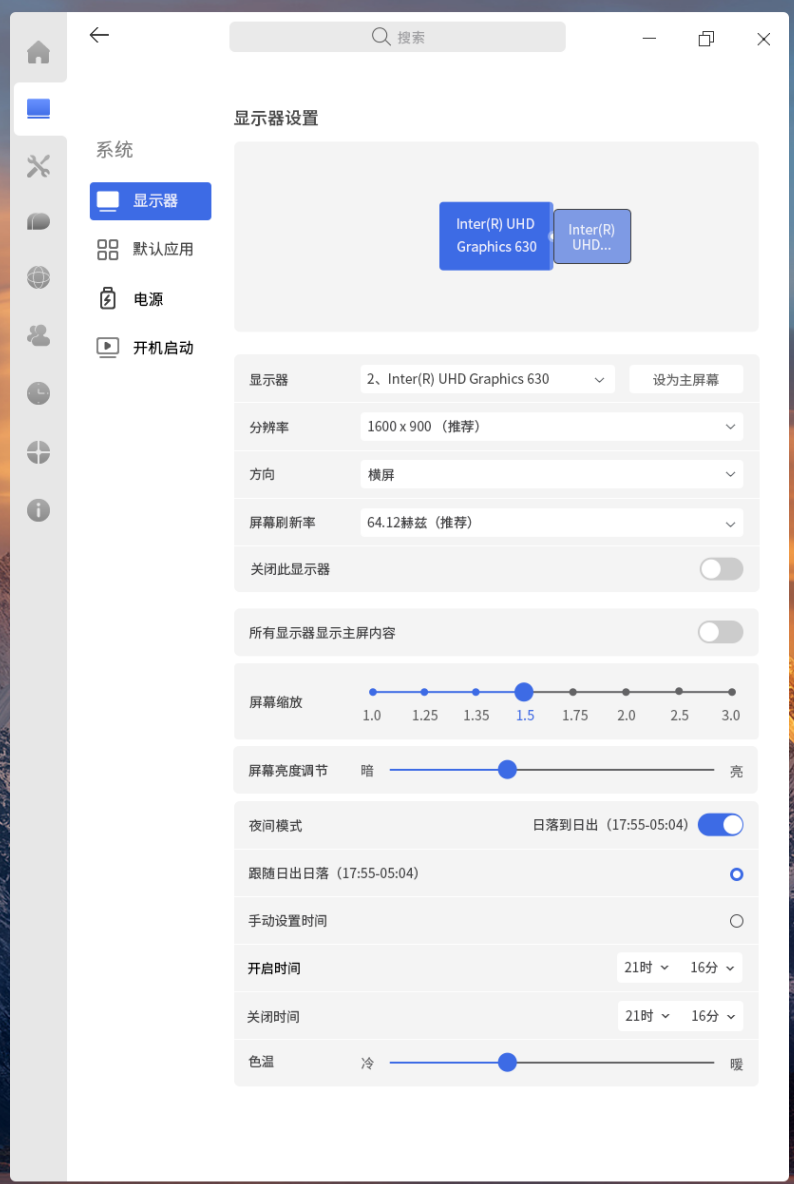 搜索
显示器设置
系统
显示器
默认应用
电源
开机启动
Inter(R) UHD
Graphics 630
Inter(R)
UHD...
显示器 2、Inter(R) UHD Graphics 630 设为主屏幕
分辨率 1600 x 900 （推荐）
方向 横屏
屏幕刷新率 64.12赫兹（推荐）
关闭此显示器
所有显示器显示主屏内容
屏幕缩放
1.0 1.25 1.35 1.5 1.75 2.0 2.5 3.0
屏幕亮度调节 暗 亮
夜间模式 日落到日出（17:55-05:04）
跟随日出日落（17:55-05:04）
手动设置时间
开启时间 21时 16分
关闭时间 21时 16分
色温 冷 暖